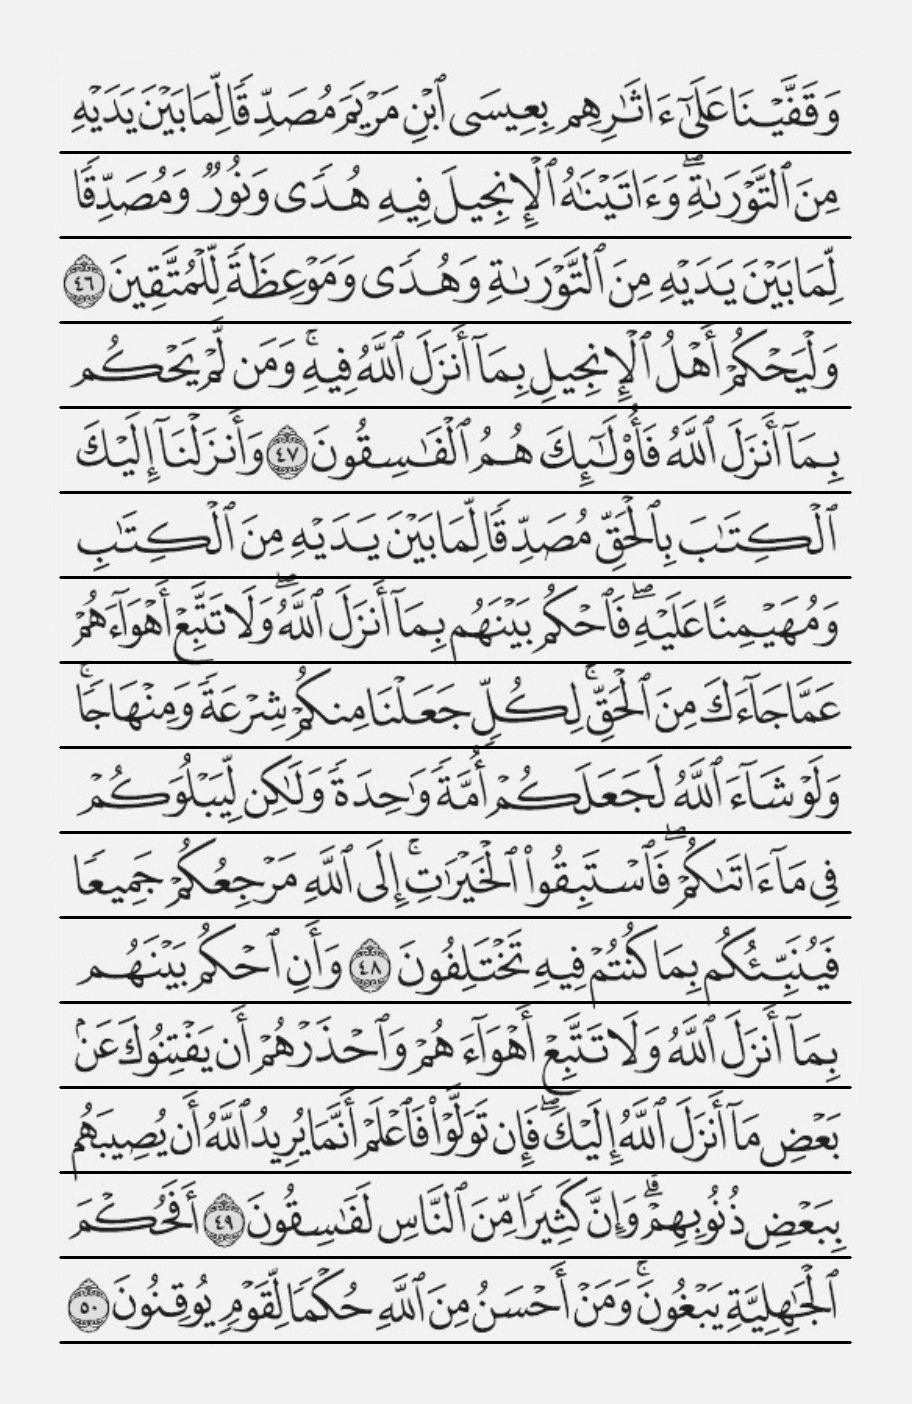 وَقَفَّيْنَا عَلَىٰٓ ءَاثَٰرِهِم بِعِيسَى ٱبْنِ مَرْيَمَ مُصَدِّقًا لِّمَا بَيْنَ يَدَيْهِ
مِنَ ٱلتَّوْرَىٰةِ ۖ وَءَاتَيْنَٰهُ ٱلْإِنجِيلَ فِيهِ هُدًى وَنُورٌ وَمُصَدِّقًا
لِّمَا بَيْنَ يَدَيْهِ مِنَ ٱلتَّوْرَىٰةِ وَهُدًى وَمَوْعِظَةً لِّلْمُتَّقِينَ ٤٦
وَلْيَحْكُمْ أَهْلُ ٱلْإِنجِيلِ بِمَآ أَنزَلَ ٱللَّهُ فِيهِ ۚ وَمَن لَّمْ يَحْكُم
بِمَآ أَنزَلَ ٱللَّهُ فَأُو۟لَٰٓئِكَ هُمُ ٱلْفَٰسِقُونَ ٤٧ وَأَنزَلْنَآ إِلَيْكَ
ٱلْكِتَٰبَ بِٱلْحَقِّ مُصَدِّقًا لِّمَا بَيْنَ يَدَيْهِ مِنَ ٱلْكِتَٰبِ
وَمُهَيْمِنًا عَلَيْهِ ۖ فَٱحْكُم بَيْنَهُم بِمَآ أَنزَلَ ٱللَّهُ ۖ وَلَا تَتَّبِعْ أَهْوَآءَهُمْ
عَمَّا جَآءَكَ مِنَ ٱلْحَقِّ ۚ لِكُلٍّ جَعَلْنَا مِنكُمْ شِرْعَةً وَمِنْهَاجًا ۚ
وَلَوْ شَآءَ ٱللَّهُ لَجَعَلَكُمْ أُمَّةً وَٰحِدَةً وَلَٰكِن لِّيَبْلُوَكُمْ
فِى مَآ ءَاتَىٰكُمْ ۖ فَٱسْتَبِقُوا۟ ٱلْخَيْرَٰتِ ۚ إِلَى ٱللَّهِ مَرْجِعُكُمْ جَمِيعًا
فَيُنَبِّئُكُم بِمَا كُنتُمْ فِيهِ تَخْتَلِفُونَ ٤٨ وَأَنِ ٱحْكُم بَيْنَهُم
بِمَآ أَنزَلَ ٱللَّهُ وَلَا تَتَّبِعْ أَهْوَآءَهُمْ وَٱحْذَرْهُمْ أَن يَفْتِنُوكَ عَنۢ
بَعْضِ مَآ أَنزَلَ ٱللَّهُ إِلَيْكَ ۖ فَإِن تَوَلَّوْا۟ فَٱعْلَمْ أَنَّمَا يُرِيدُ ٱللَّهُ أَن يُصِيبَهُم
بِبَعْضِ ذُنُوبِهِمْ ۗ وَإِنَّ كَثِيرًا مِّنَ ٱلنَّاسِ لَفَٰسِقُونَ ٤٩ أَفَحُكْمَ
ٱلْجَٰهِلِيَّةِ يَبْغُونَ ۚ وَمَنْ أَحْسَنُ مِنَ ٱللَّهِ حُكْمًا لِّقَوْمٍ يُوقِنُونَ ٥٠